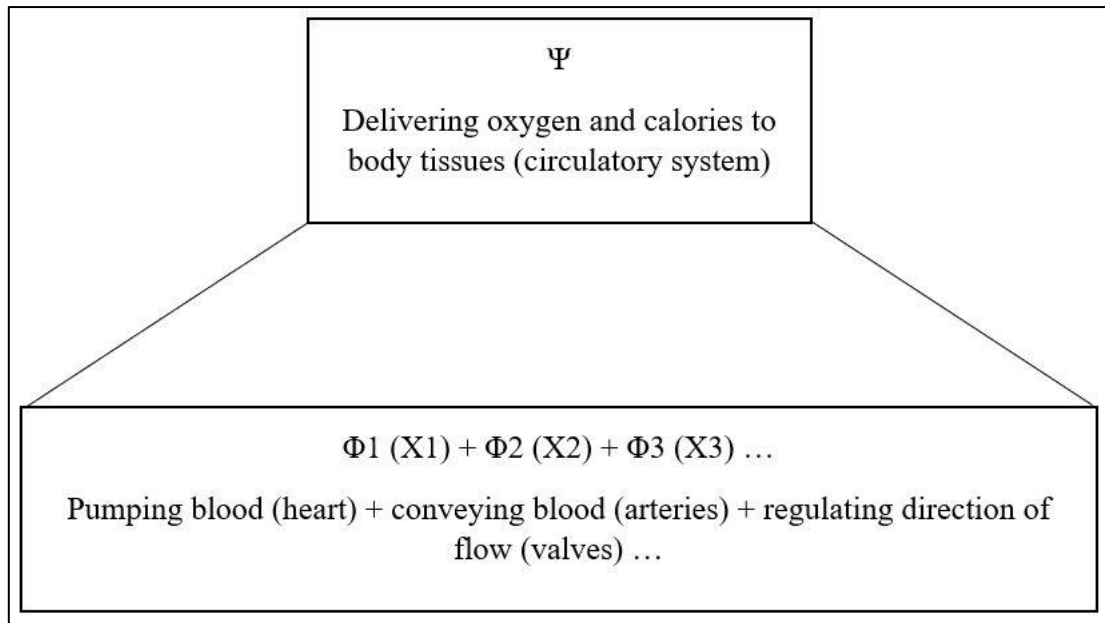 Ψ
Delivering oxygen and calories to
body tissues (circulatory system)
Φ1 (X1) + Φ2 (X2) + Φ3 (X3) …
Pumping blood (heart) + conveying blood (arteries) + regulating direction of
flow (valves) …